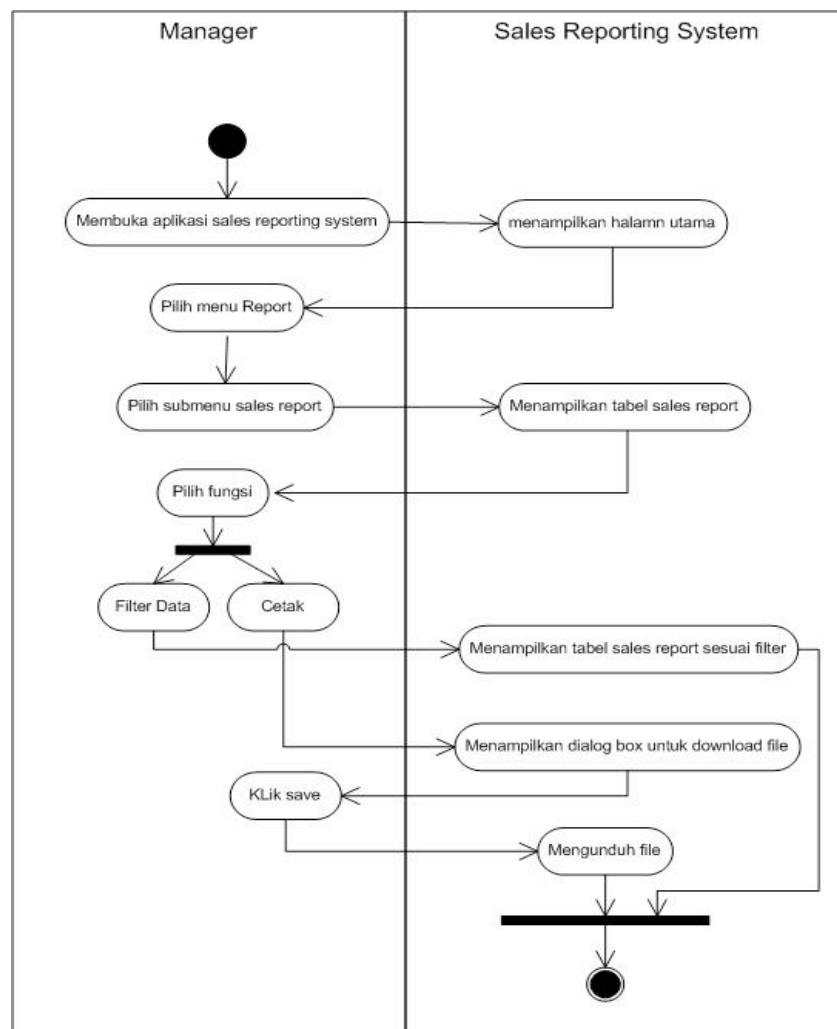 Manager
Sales Reporting System
Membuka aplikasi sales reporting system
menampilkan halamn utama
Pilih menu Report
Pilih submenu sales report
Menampilkan tabel sales report
Pilih fungsi
Filter Data
Cetak
Menampilkan tabel sales report sesuai filter
Menampilkan dialog box untuk download file
KLik save
Mengunduh file